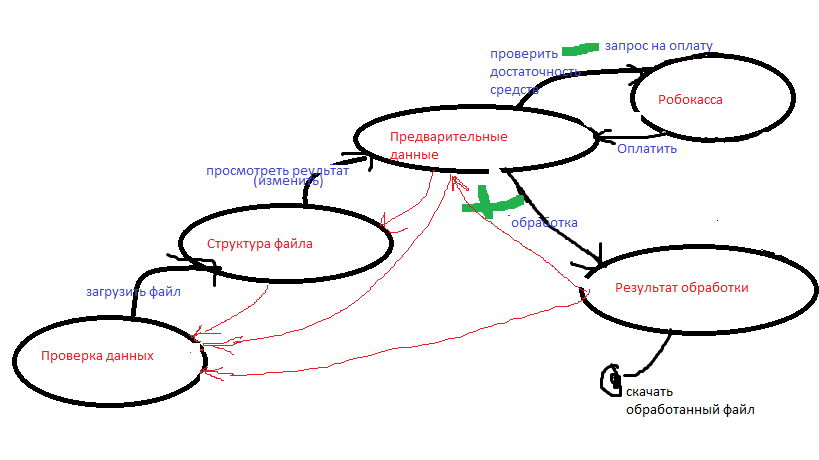 проверить
достаточность
средств
запрос на оплату
Робокасса
Оплатить
Предварительные
данные
просмотреть реультат
(изменить)
обработка
Структура файла
загрузить файл
Результат обработки
Проверка данных
скачать
обработанный файл